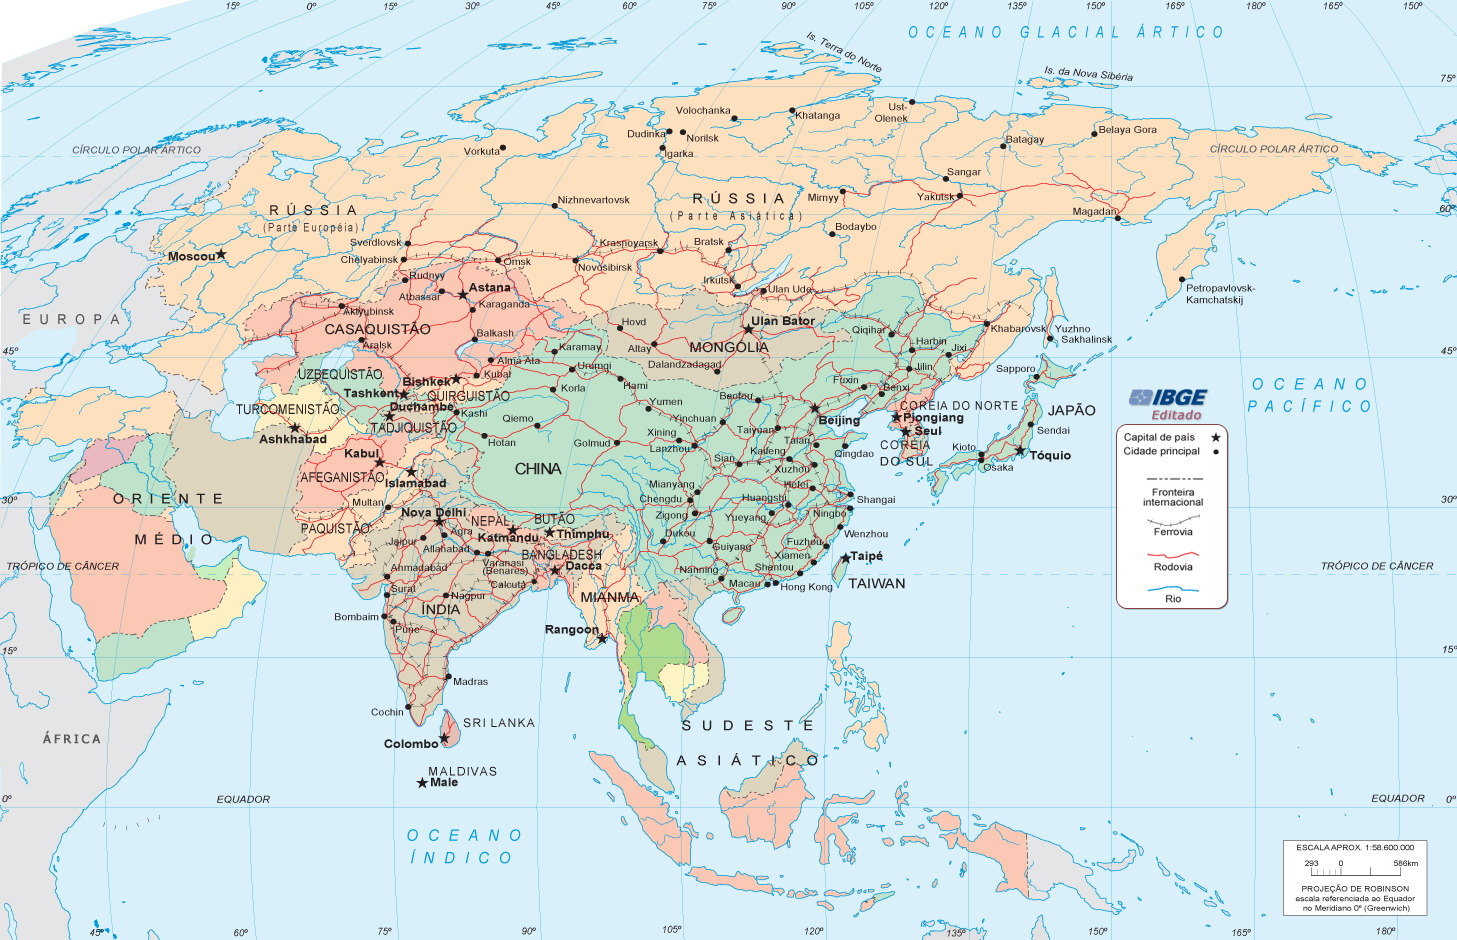 15º 0º 15º 30º 45º 60º 75º 90º 105º 120º 135º 150º 165º 180º 165º 150º
OCEANO GLACIAL ÁRTICO
Is. Terra do Norte
Is. da Nova Sibéria
75º
Volochanka
Khatanga
Ust-
Olenek
Dudinka
Norilsk
Belaya Gora
Batagay
CÍRCULO POLAR ÁRTICO
Vorkuta
Igarka
CÍRCULO POLAR ÁRTICO
Sangar
RÚSSIA
(Parte Européia)
Nizhnevartovsk
RÚSSIA
(Parte Asiática)
Mirnyy
Yakutsk
Magadan
60º
Bodaybo
Sverdlovsk
Krasnoyarsk
Bratsk
Moscou
Chelyabinsk
Omsk
Novosibirsk
Rudnyy
Irkutsk
Ulan Ude
Petropavlovsk-
Kamchatskij
Astana
Atbassar
Karaganda
Aktyubinsk
EUROPA
CASAQUISTÃO
Hovd
Ulan Bator
Qiqihar
Khabarovsk
Yuzhno
Sakhalinsk
Balkash
Aralsk
Karamay
Altay
MONGÓLIA
Harbin
Jixi
45º
45º
Alma Ata
Urumqi
Dalandzadagad
Jilin
Sapporo
UZBEQUISTÃO
Bishkek
Kubal
Hami
Fuxin
Benxi
OCEANO
PACÍFICO
Tashkent
QUIRGUISTÃO
Korla
Yumen
Baotou
IBGE
Editado
TURCOMENISTÃO
Duchambe
Kashi
Qiemo
Yinchuan
Beijing
CORÉIA DO NORTE
Piongiang
JAPÃO
Ashkhabad
TADJIQUISTÃO
Hotan
Golmud
Xining
Lanzhou
Taiyuan
Taian
Seul
CORÉIA
DO SUL
Sendai
Kioto
Osaka
Tóquio
Capital de país
Cidade principal
Fronteira
internacional
Ferrovia
Rodovia
Rio
Kabul
AFEGANISTÃO
Islamabad
CHINA
Sian
Kaifeng
Xuzhou
Qingdao
ORIENTE
MÉDIO
Multan
Mianyang
Chengdu
Huangshi
Hefei
Shangai
30º
30º
Nova Délhi
NEPAL
BUTÃO
Zigong
Yueyang
Ningbo
PAQUISTÃO
Agra
Katmandu
Thimphu
Dukou
Guiyang
Fuzhou
Wenzhou
Jaipur
Allahabad
BANGLADESH
Xiamen
Taipé
TRÓPICO DE CÂNCER
Ahmadabad
Varanasi
(Benares)
Dacca
Nanning
Shantou
TRÓPICO DE CÂNCER
Surat
Nagpur
Calcutá
Macau
Hong Kong
TAIWAN
ÍNDIA
MIANMA
Bombaim
Pune
Rangoon
15º
15º
Madras
Cochin
SRI LANKA
SUDESTE
ASIÁTICO
ÁFRICA
Colombo
MALDIVAS
Male
0º
EQUADOR
EQUADOR
0º
OCEANO
ÍNDICO
ESCALA APROX. 1:58.600.000
293 0 586km
PROJEÇÃO DE ROBINSON
escala referenciada ao Equador
no Meridiano 0º (Greenwich)
45º 60º 75º 90º 105º 120º 135º 150º 165º 180º